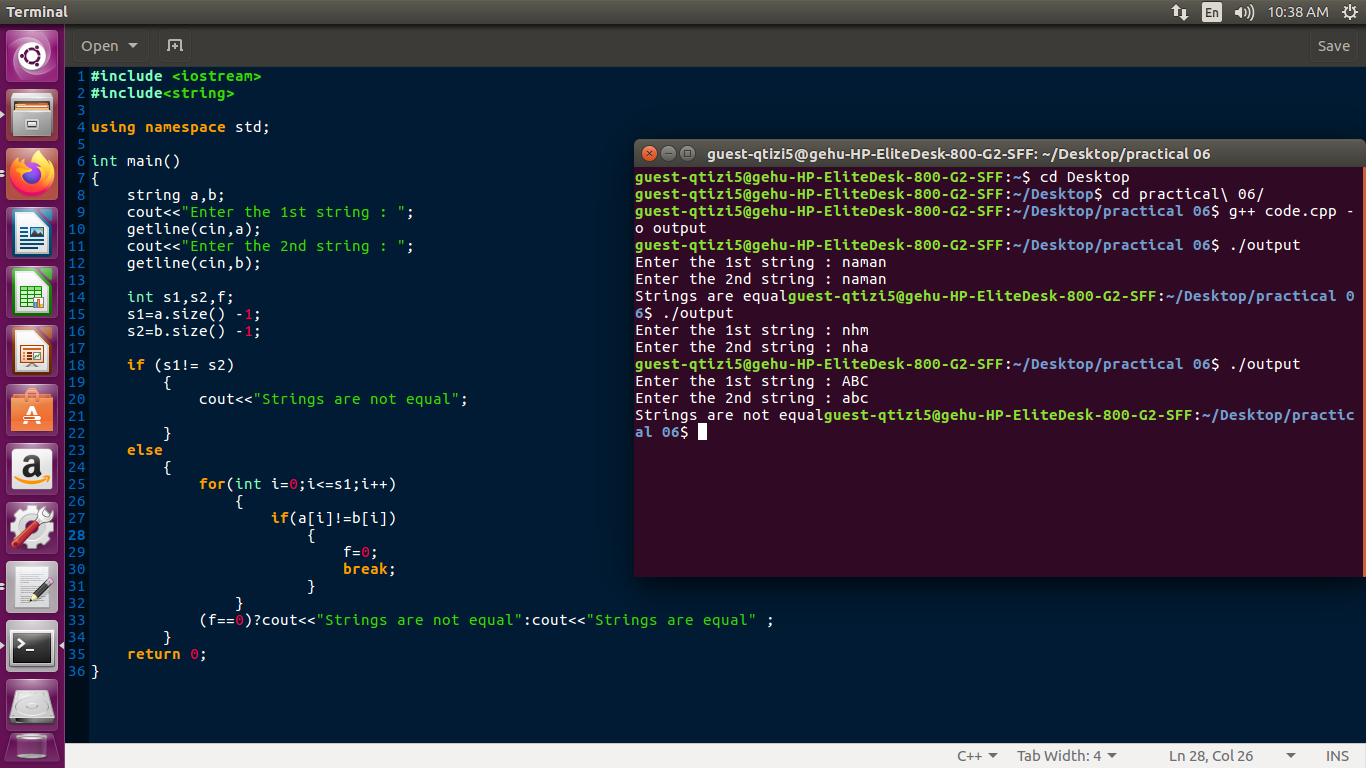 Terminal
En
10:38 AM
Open
Save
1 #include <iostream>
2 #include<string>
3
4 using namespace std;
5
6 int main()
7 {
8     string a,b;
9     cout<<"Enter the 1st string : ";
10     getline(cin,a);
11     cout<<"Enter the 2nd string : ";
12     getline(cin,b);
13
14     int s1,s2,f;
15     s1=a.size() -1;
16     s2=b.size() -1;
17
18     if (s1!= s2)
19         {
20             cout<<"Strings are not equal";
21
22         }
23     else
24         {
25             for(int i=0;i<=s1;i++)
26                 {
27                     if(a[i]!=b[i])
28                         {
29                             f=0;
30                             break;
31                         }
32                 }
33             (f==0)?cout<<"Strings are not equal":cout<<"Strings are equal" ;
34         }
35     return 0;
36 }
guest-qtizi5@gehu-HP-EliteDesk-800-G2-SFF: ~/Desktop/practical 06
guest-qtizi5@gehu-HP-EliteDesk-800-G2-SFF:~$ cd Desktop
guest-qtizi5@gehu-HP-EliteDesk-800-G2-SFF:~/Desktop$ cd practical\ 06/
guest-qtizi5@gehu-HP-EliteDesk-800-G2-SFF:~/Desktop/practical 06$ g++ code.cpp -
o output
guest-qtizi5@gehu-HP-EliteDesk-800-G2-SFF:~/Desktop/practical 06$ ./output
Enter the 1st string : naman
Enter the 2nd string : naman
Strings are equalguest-qtizi5@gehu-HP-EliteDesk-800-G2-SFF:~/Desktop/practical 0
6$ ./output
Enter the 1st string : nhm
Enter the 2nd string : nha
guest-qtizi5@gehu-HP-EliteDesk-800-G2-SFF:~/Desktop/practical 06$ ./output
Enter the 1st string : ABC
Enter the 2nd string : abc
Strings are not equalguest-qtizi5@gehu-HP-EliteDesk-800-G2-SFF:~/Desktop/practic
al 06$
C++
Tab Width: 4
Ln 28, Col 26
INS